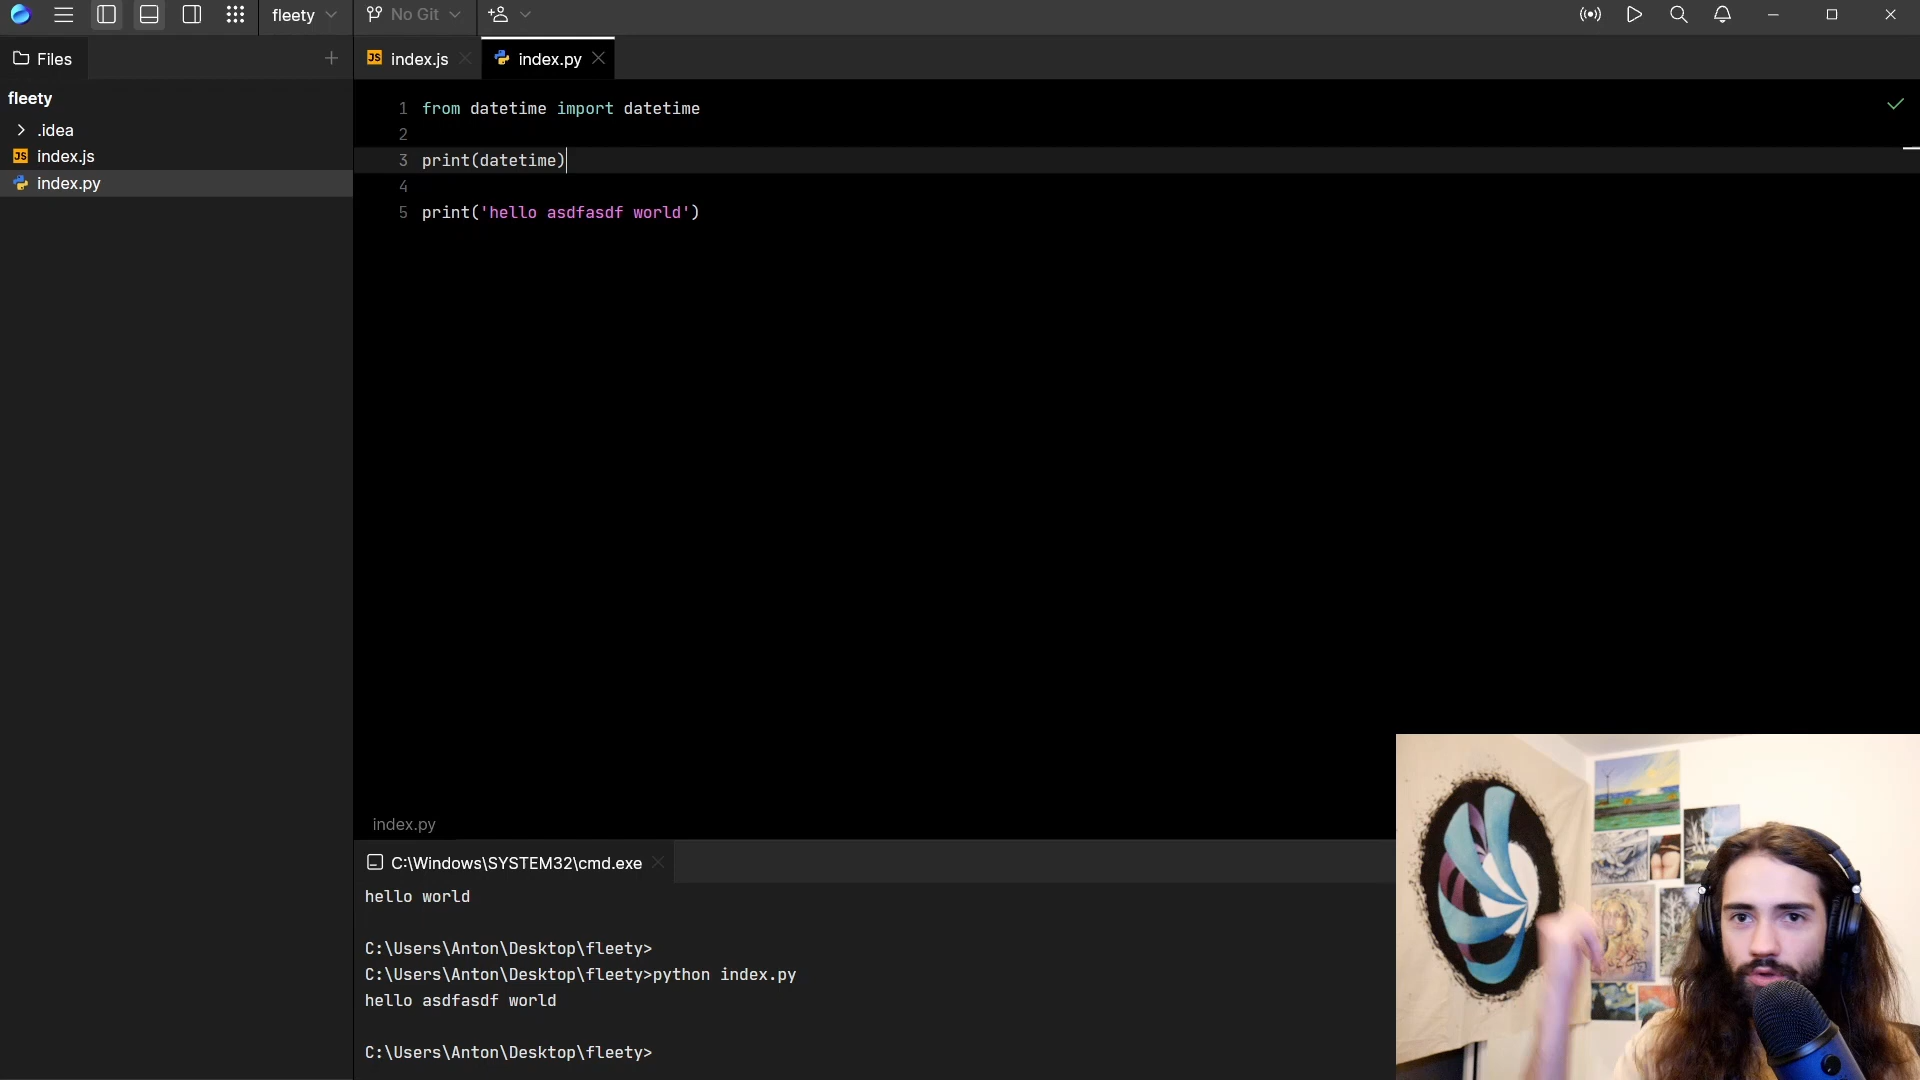 fleety
No Git
Files
JS index.js
index.py
fleety
.idea
JS index.js
index.py
1 from datetime import datetime
2
3 print(datetime)
4
5 print('hello asdfasdf world')
index.py
C:\Windows\SYSTEM32\cmd.exe
hello world
C:\Users\Anton\Desktop\fleety>
C:\Users\Anton\Desktop\fleety>python index.py
hello asdfasdf world
C:\Users\Anton\Desktop\fleety>